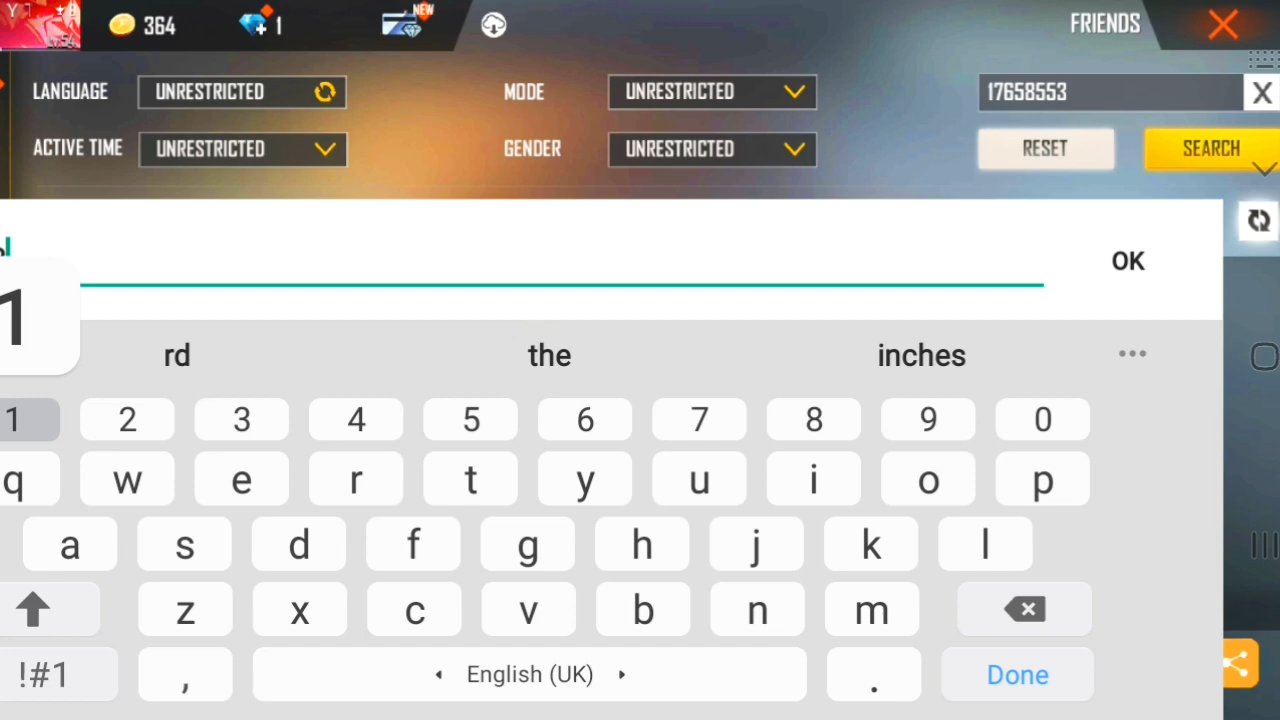 364
1
NEW
FRIENDS
LANGUAGE UNRESTRICTED MODE UNRESTRICTED 17658553 X
ACTIVE TIME UNRESTRICTED GENDER UNRESTRICTED RESET SEARCH
OK
1
rd the inches
1 2 3 4 5 6 7 8 9 0
q w e r t y u i o p
a s d f g h j k l
z x c v b n m
!#1 , English (UK) . Done